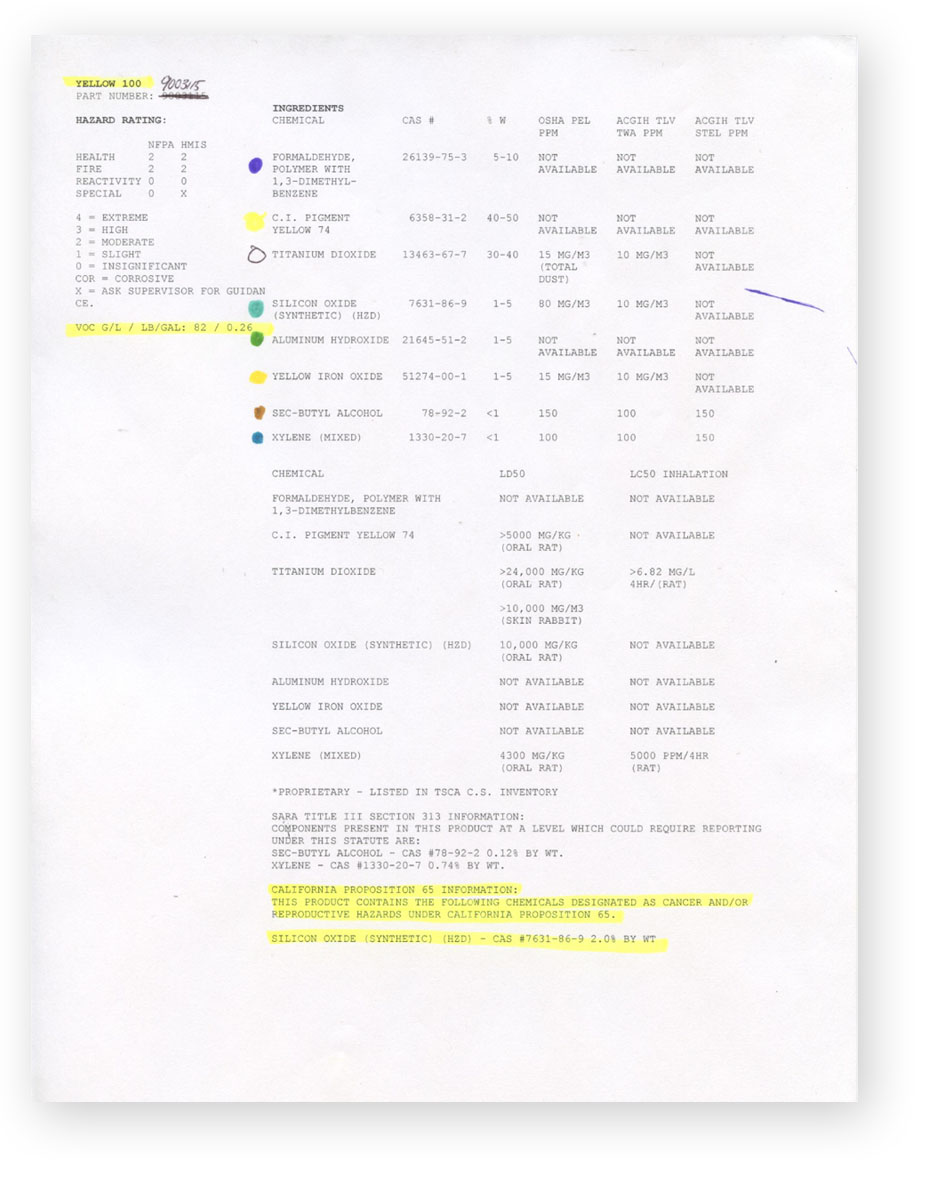 YELLOW 100 9003115
PART NUMBER: 9003115
HAZARD RATING:
NFPA HMIS
HEALTH 2 2
FIRE 2 2
REACTIVITY 0 0
SPECIAL 0 X
4 = EXTREME
3 = HIGH
2 = MODERATE
1 = SLIGHT
0 = INSIGNIFICANT
COR = CORROSIVE
X = ASK SUPERVISOR FOR GUIDAN
CE.
VOC G/L / LB/GAL: 82 / 0.26
INGREDIENTS
CHEMICAL CAS # % W OSHA PEL ACGIH TLV ACGIH TLV
PPM TWA PPM STEL PPM
FORMALDEHYDE, 26139-75-3 5-10 NOT NOT NOT
POLYMER WITH AVAILABLE AVAILABLE AVAILABLE
1,3-DIMETHYL-
BENZENE
C.I. PIGMENT 6358-31-2 40-50 NOT NOT NOT
YELLOW 74 AVAILABLE AVAILABLE AVAILABLE
TITANIUM DIOXIDE 13463-67-7 30-40 15 MG/M3 10 MG/M3 NOT
(TOTAL AVAILABLE
DUST)
SILICON OXIDE 7631-86-9 1-5 80 MG/M3 10 MG/M3 NOT
(SYNTHETIC) (HZD) AVAILABLE
ALUMINUM HYDROXIDE 21645-51-2 1-5 NOT NOT NOT
AVAILABLE AVAILABLE AVAILABLE
YELLOW IRON OXIDE 51274-00-1 1-5 15 MG/M3 10 MG/M3 NOT
AVAILABLE
SEC-BUTYL ALCOHOL 78-92-2 <1 150 100 150
XYLENE (MIXED) 1330-20-7 <1 100 100 150
CHEMICAL LD50 LC50 INHALATION
FORMALDEHYDE, POLYMER WITH NOT AVAILABLE NOT AVAILABLE
1,3-DIMETHYLBENZENE
C.I. PIGMENT YELLOW 74 >5000 MG/KG NOT AVAILABLE
(ORAL RAT)
TITANIUM DIOXIDE >24,000 MG/KG >6.82 MG/L
(ORAL RAT) 4HR/(RAT)
>10,000 MG/M3
(SKIN RABBIT)
SILICON OXIDE (SYNTHETIC) (HZD) 10,000 MG/KG NOT AVAILABLE
(ORAL RAT)
ALUMINUM HYDROXIDE NOT AVAILABLE NOT AVAILABLE
YELLOW IRON OXIDE NOT AVAILABLE NOT AVAILABLE
SEC-BUTYL ALCOHOL NOT AVAILABLE NOT AVAILABLE
XYLENE (MIXED) 4300 MG/KG 5000 PPM/4HR
(ORAL RAT) (RAT)
*PROPRIETARY - LISTED IN TSCA C.S. INVENTORY
SARA TITLE III SECTION 313 INFORMATION:
COMPONENTS PRESENT IN THIS PRODUCT AT A LEVEL WHICH COULD REQUIRE REPORTING
UNDER THIS STATUTE ARE:
SEC-BUTYL ALCOHOL - CAS #78-92-2 0.12% BY WT.
XYLENE - CAS #1330-20-7 0.74% BY WT.
CALIFORNIA PROPOSITION 65 INFORMATION:
THIS PRODUCT CONTAINS THE FOLLOWING CHEMICALS DESIGNATED AS CANCER AND/OR
REPRODUCTIVE HAZARDS UNDER CALIFORNIA PROPOSITION 65.
SILICON OXIDE (SYNTHETIC) (HZD) - CAS #7631-86-9 2.0% BY WT